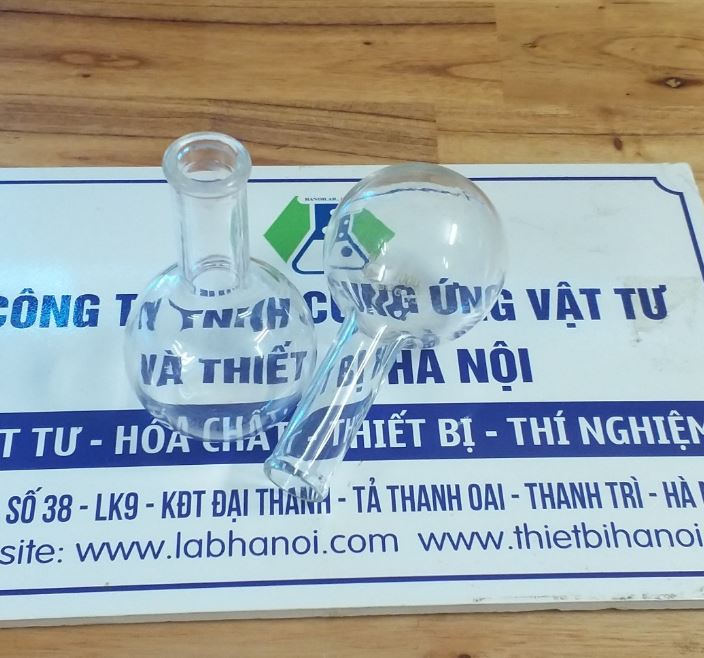 CÔNG TY TNHH CUNG ỨNG VẬT TƯ
VÀ THIẾT BỊ HÀ NỘI
T TƯ - HÓA CHẤT - THIẾT BỊ - THÍ NGHIỆM
SỐ 38 - LK9 - KĐT ĐẠI THANH - TẢ THANH OAI - THANH TRÌ - HÀ
site: www.labhanoi.com www.thietbihanoi